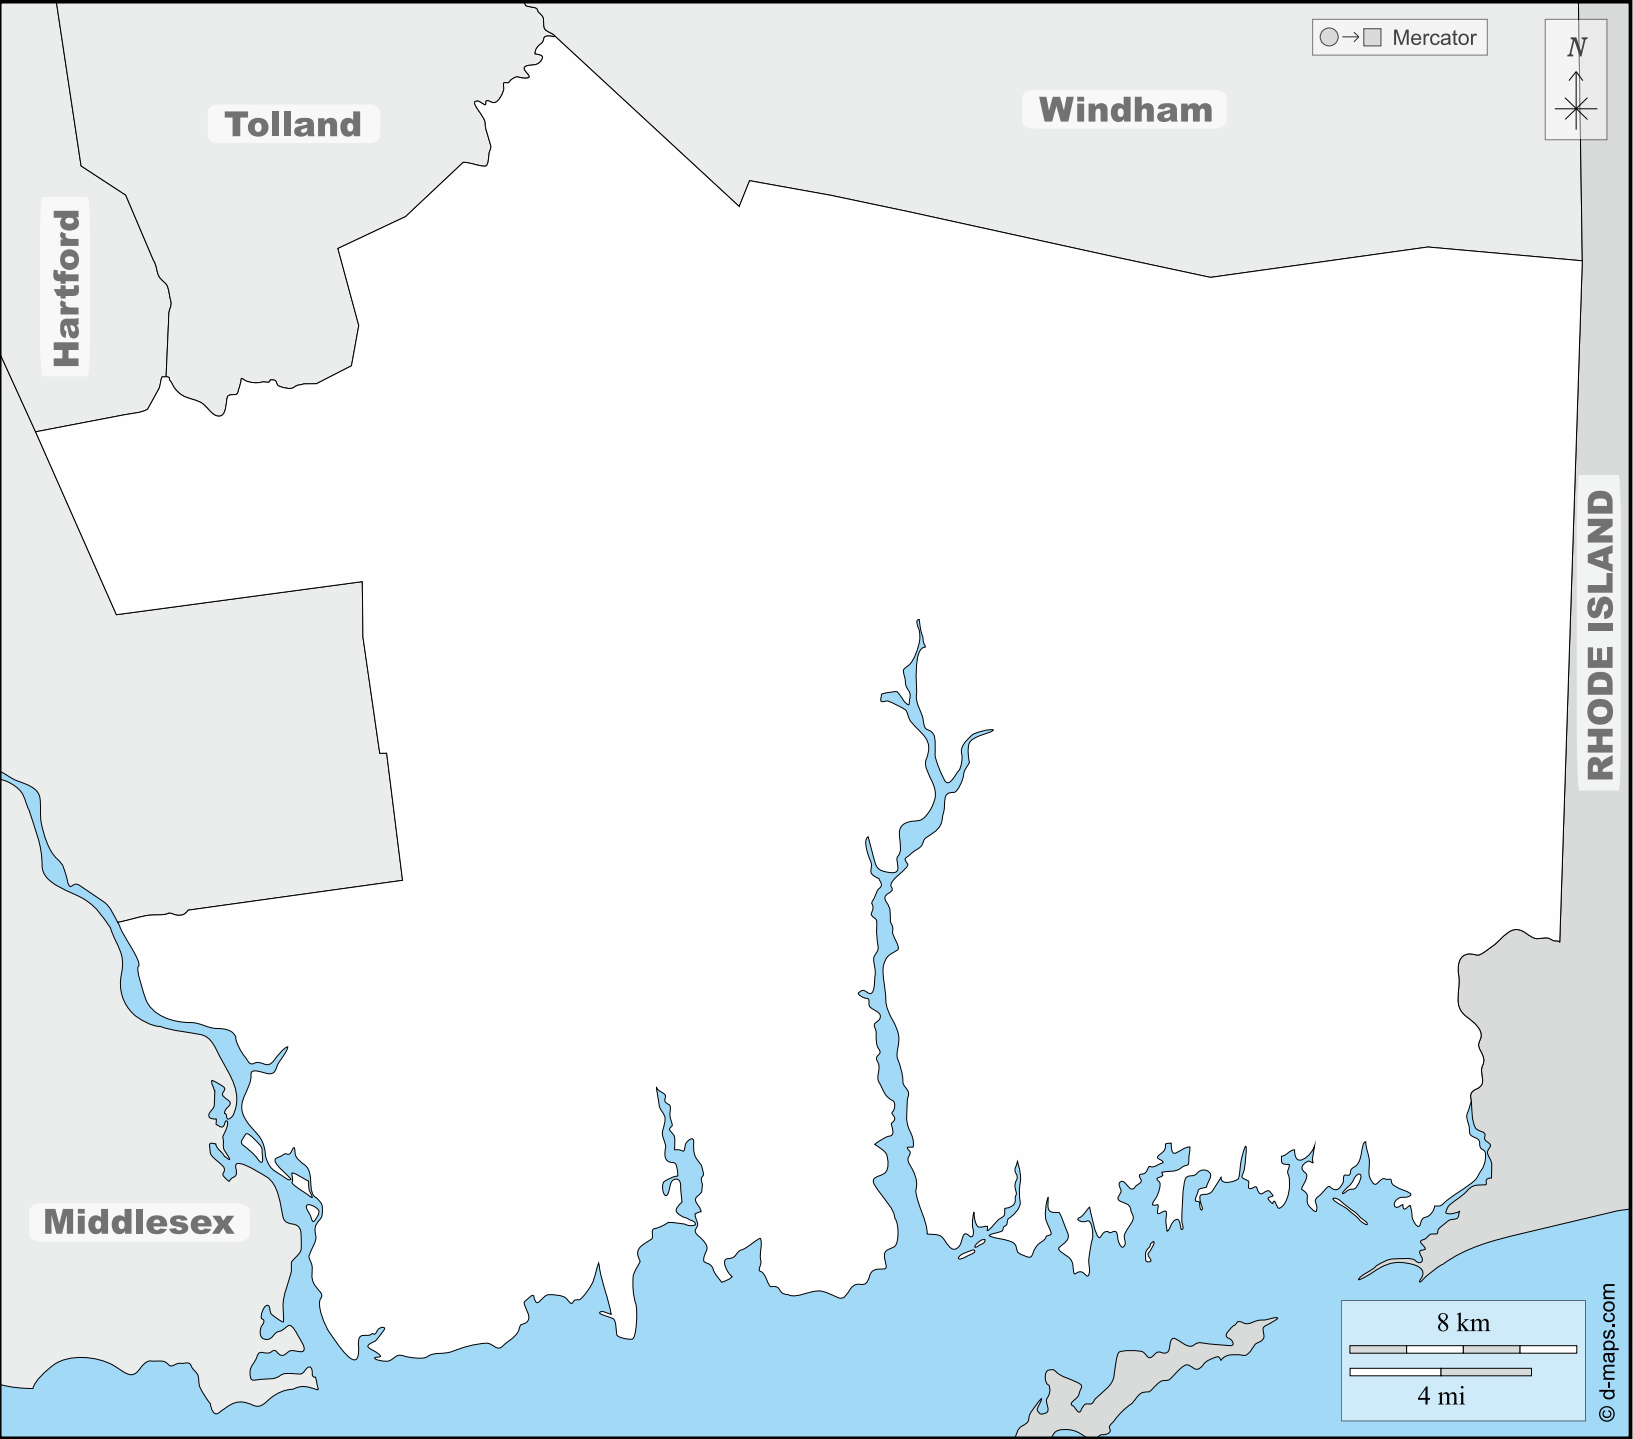 Mercator
N
Tolland
Windham
Hartford
RHODE ISLAND
Middlesex
8 km
4 mi
© d-maps.com